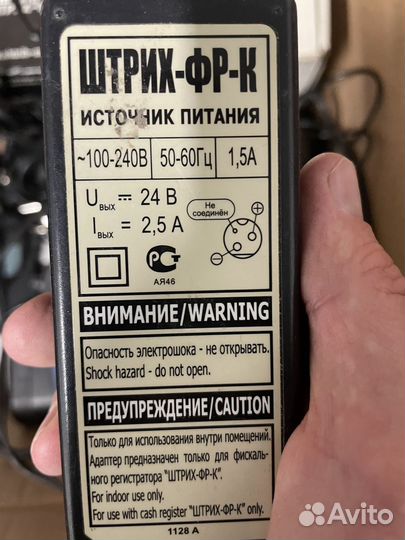 ШТРИХ-ФР-К
ИСТОЧНИК ПИТАНИЯ
~100-240В 50-60Гц 1,5А
Uвых = 24 В
Iвых = 2,5 А
Не соединён
+
−
РСТ
АЯ46
ВНИМАНИЕ/WARNING
Опасность электрошока - не открывать.
Shock hazard - do not open.
ПРЕДУПРЕЖДЕНИЕ/CAUTION
Только для использования внутри помещений.
Адаптер предназначен только для фискаль-
ного регистратора "ШТРИХ-ФР-К".
For indoor use only.
For use with cash register "ШТРИХ-ФР-К" only.
1128 А
Avito